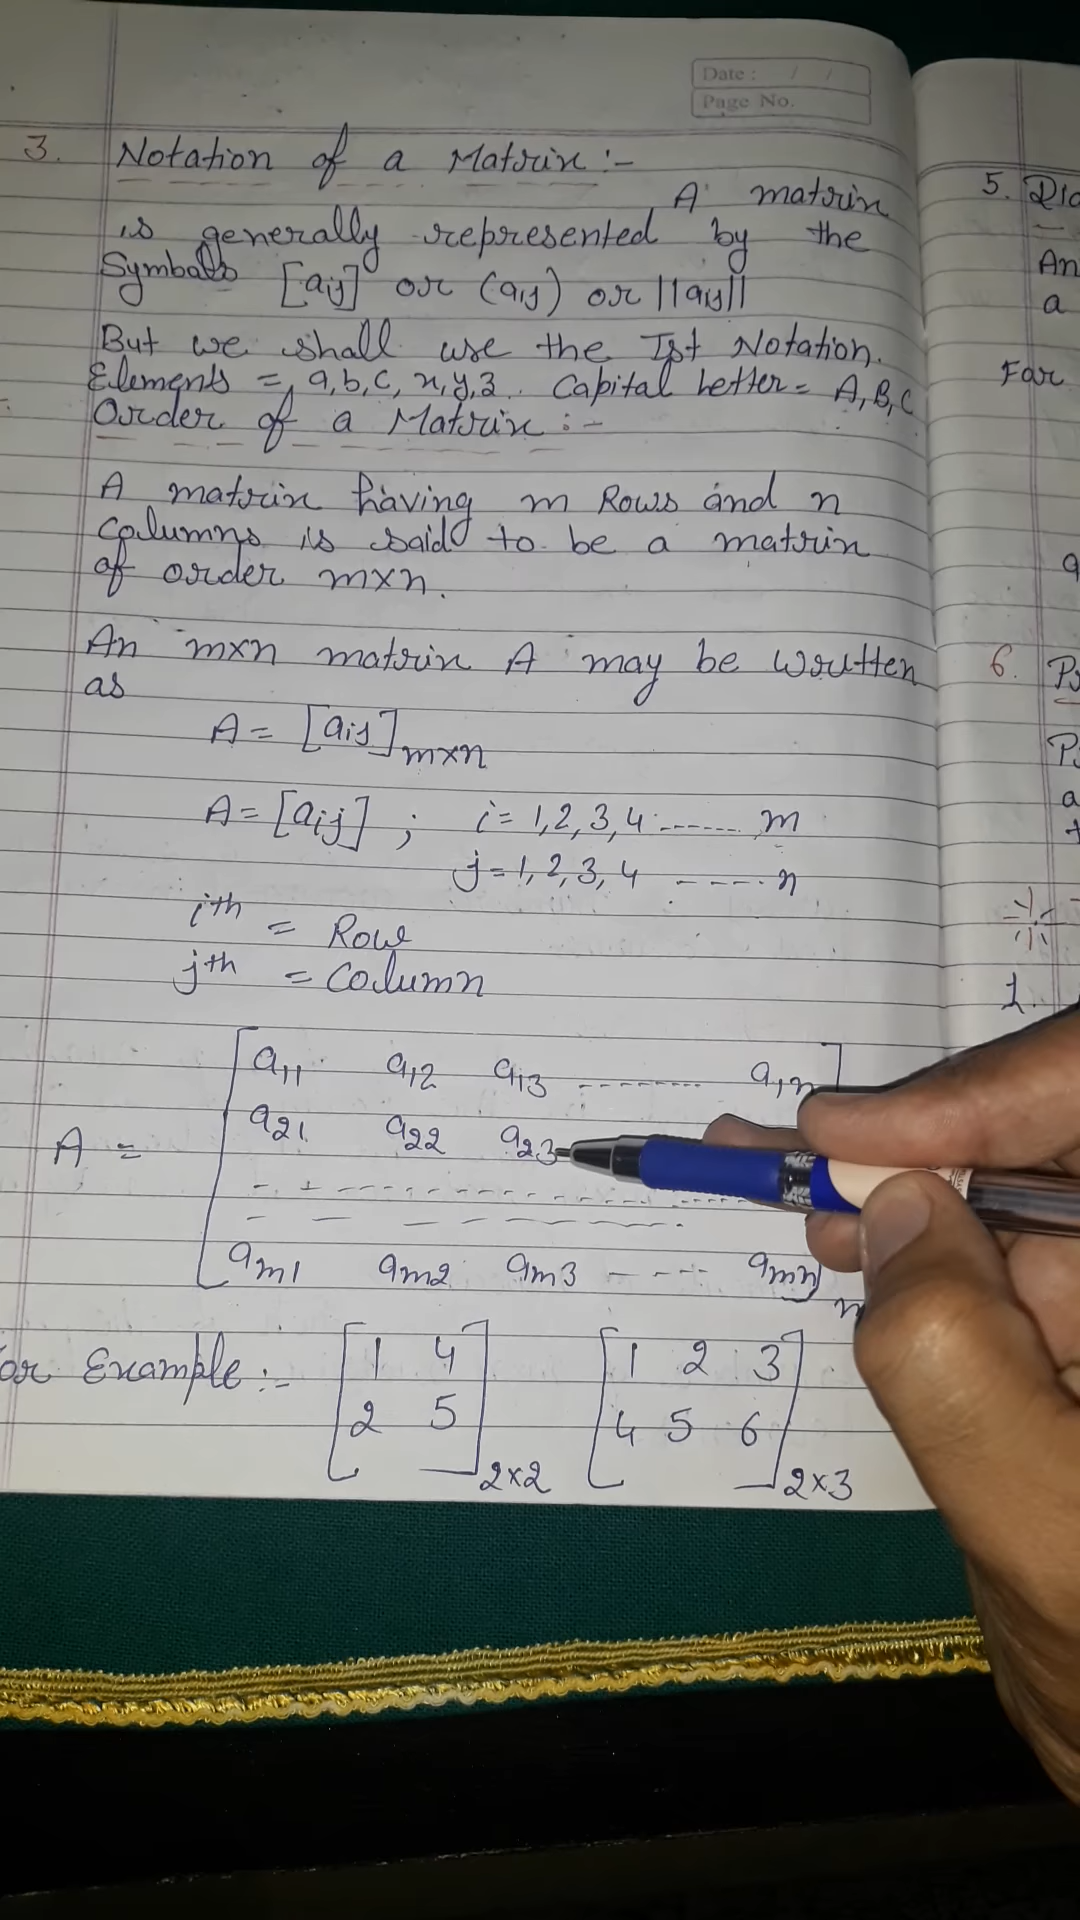 Date : / /
Page No.
3. Notation of a Matrix :-
A matrix
is generally represented by the
Symbols [aij] or (aij) or ||aij||
But we shall use the Ist Notation.
Elements = a,b,c,x,y,z. Capital Letter = A,B,C
Order of a Matrix :-
A matrix having m Rows and n
Columns is said to be a matrix
of order m×n.
An m×n matrix A may be written
as
A = [aij] m×n
A = [aij] ; i = 1,2,3,4 ....... m
j = 1,2,3,4 ----- n
ith = Row
jth = Column
a11 a12 a13 -------- a1n
A = a21 a22 a23
am1 am2 am3 ----- amn
For Example :- [1 4 [1 2 3
2 5] 2×2 4 5 6] 2×3
5.
An
a
For
6.
1.